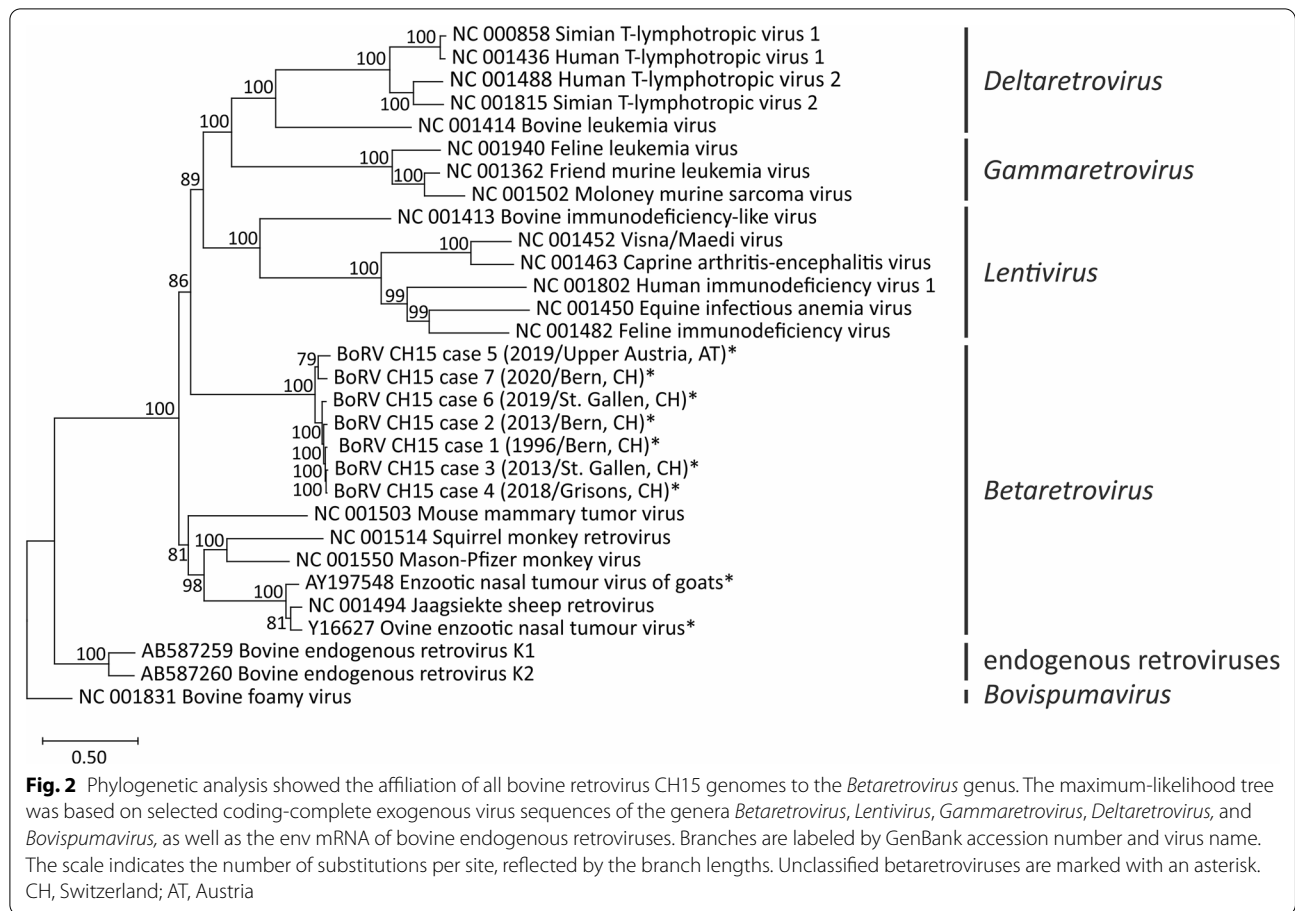 100 NC 000858 Simian T-lymphotropic virus 1
100 NC 001436 Human T-lymphotropic virus 1
100 NC 001488 Human T-lymphotropic virus 2
100 NC 001815 Simian T-lymphotropic virus 2
Deltaretrovirus
100 NC 001414 Bovine leukemia virus
NC 001940 Feline leukemia virus
100 NC 001362 Friend murine leukemia virus
100 NC 001502 Moloney murine sarcoma virus
Gammaretrovirus
89
NC 001413 Bovine immunodeficiency-like virus
100 100 NC 001452 Visna/Maedi virus
100 NC 001463 Caprine arthritis-encephalitis virus
86 NC 001802 Human immunodeficiency virus 1
99 NC 001450 Equine infectious anemia virus
99 NC 001482 Feline immunodeficiency virus
Lentivirus
79 BoRV CH15 case 5 (2019/Upper Austria, AT)*
100 BoRV CH15 case 7 (2020/Bern, CH)*
100 BoRV CH15 case 6 (2019/St. Gallen, CH)*
100 BoRV CH15 case 2 (2013/Bern, CH)*
100 BoRV CH15 case 1 (1996/Bern, CH)*
100 BoRV CH15 case 3 (2013/St. Gallen, CH)*
100 BoRV CH15 case 4 (2018/Grisons, CH)*
Betaretrovirus
NC 001503 Mouse mammary tumor virus
81 100 NC 001514 Squirrel monkey retrovirus
NC 001550 Mason-Pfizer monkey virus
98 100 AY197548 Enzootic nasal tumour virus of goats*
NC 001494 Jaagsiekte sheep retrovirus
81 Y16627 Ovine enzootic nasal tumour virus*
100 AB587259 Bovine endogenous retrovirus K1
AB587260 Bovine endogenous retrovirus K2
endogenous retroviruses
NC 001831 Bovine foamy virus
Bovispumavirus
0.50
Fig. 2 Phylogenetic analysis showed the affiliation of all bovine retrovirus CH15 genomes to the Betaretrovirus genus. The maximum-likelihood tree
was based on selected coding-complete exogenous virus sequences of the genera Betaretrovirus, Lentivirus, Gammaretrovirus, Deltaretrovirus, and
Bovispumavirus, as well as the env mRNA of bovine endogenous retroviruses. Branches are labeled by GenBank accession number and virus name.
The scale indicates the number of substitutions per site, reflected by the branch lengths. Unclassified betaretroviruses are marked with an asterisk.
CH, Switzerland; AT, Austria